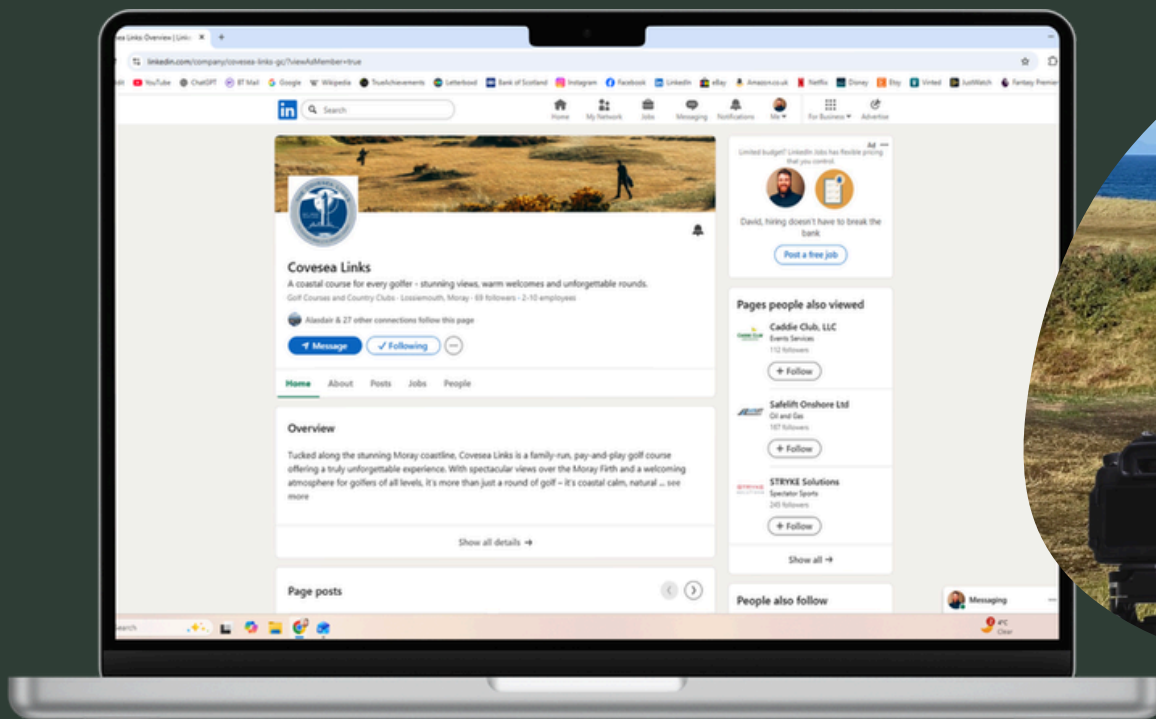 sea Links: Overview | Linke
linkedin.com/company/covesea-links-gc/?viewAsMember=true
YouTube ChatGPT BT Mail Google Wikipedia TrueAchievements Letterboxd Bank of Scotland Instagram Facebook LinkedIn eBay Amazon.co.uk Netflix Disney Etsy Vinted JustWatch Fantasy Premier
in Search
Home My Network Jobs Messaging Notifications Me For Business Advertise
Covesea Links
A coastal course for every golfer - stunning views, warm welcomes and unforgettable rounds.
Golf Courses and Country Clubs · Lossiemouth, Moray · 69 followers · 2-10 employees
Alasdair & 27 other connections follow this page
Message Following
Home About Posts Jobs People
Overview
Tucked along the stunning Moray coastline, Covesea Links is a family-run, pay-and-play golf course
offering a truly unforgettable experience. With spectacular views over the Moray Firth and a welcoming
atmosphere for golfers of all levels, it's more than just a round of golf – it's coastal calm, natural ... see
more
Show all details →
Page posts
Ad
Limited budget? LinkedIn Jobs has flexible pricing
that you control.
David, hiring doesn't have to break the
bank
Post a free job
Pages people also viewed
Caddie Club, LLC
Events Services
112 followers
+ Follow
Safelift Onshore Ltd
Oil and Gas
187 followers
+ Follow
STRYKE Solutions
Spectator Sports
245 followers
+ Follow
Show all →
People also follow
Messaging
Search
4°C
Clear